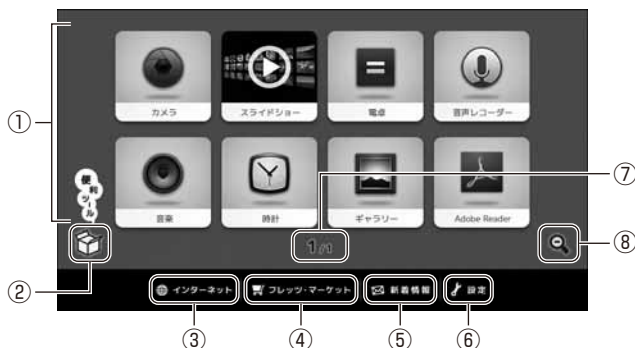 ①
カメラ
スライドショー
電卓
音声レコーダー
便利ツール
音楽
時計
ギャラリー
Adobe Reader
⑦
1/1
⑧
②
インターネット
フレッツ・マーケット
新着情報
設定
③
④
⑤
⑥